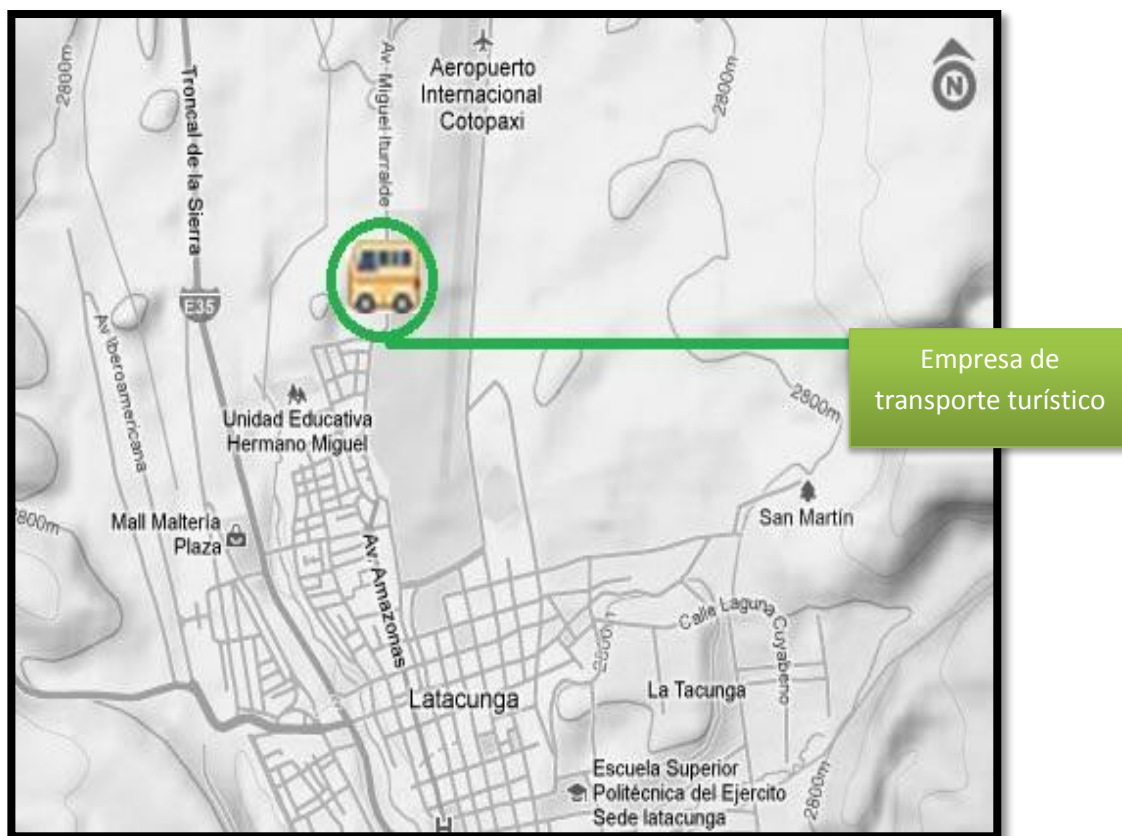 2800m
Troncal de la Sierra
Av. Miguel Iturralde
Aeropuerto
Internacional
Cotopaxi
2800m
N
E35
Av Iberoamericana
Empresa de
transporte turístico
Unidad Educativa
Hermano Miguel
2800m
2800m
Mall Maltería
Plaza
San Martín
Av. Amazonas
Calle Laguna Cuyabeno
2800m
Latacunga
La Tacunga
Escuela Superior
Politécnica del Ejercito
Sede latacunga
2800m
H